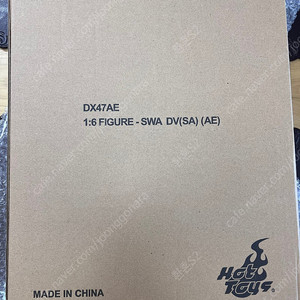 DX47AE
1:6 FIGURE - SWA DV(SA) (AE)
Hot
Toys
MADE IN CHINA